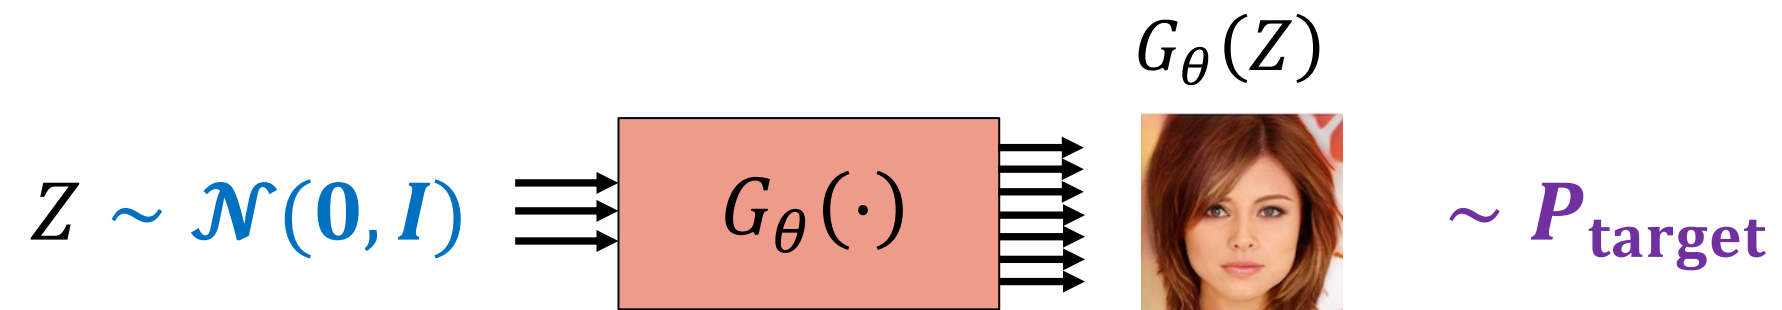 G_θ(Z)
Z ~ 𝒩(0, I)
G_θ(·)
~ P_target